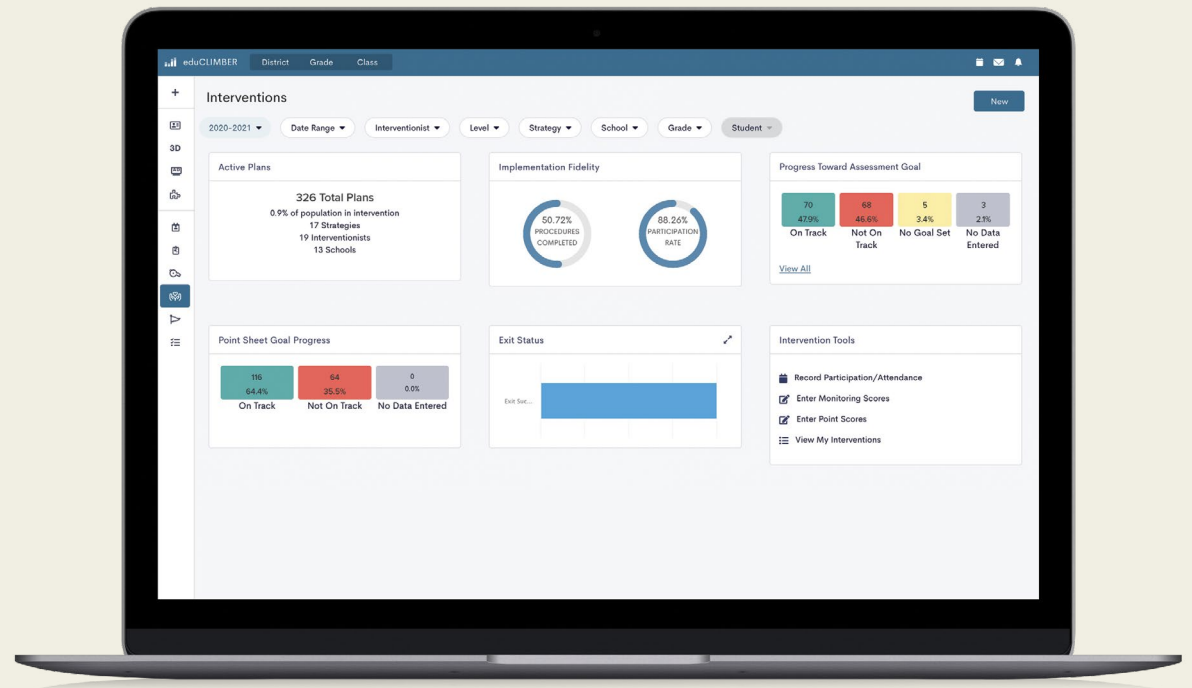 eduCLIMBER District Grade Class
Interventions
New
2020-2021 Date Range Interventionist Level Strategy School Grade Student
3D
Active Plans
326 Total Plans
0.9% of population in intervention
17 Strategies
19 Interventionists
13 Schools
Implementation Fidelity
50.72%
PROCEDURES
COMPLETED
88.26%
PARTICIPATION
RATE
Progress Toward Assessment Goal
70
47.9%
On Track
68
46.6%
Not On
Track
5
3.4%
No Goal Set
3
2.1%
No Data
Entered
View All
Point Sheet Goal Progress
116
64.4%
On Track
64
35.5%
Not On Track
0
0.0%
No Data Entered
Exit Status
Exit Suc...
Intervention Tools
Record Participation/Attendance
Enter Monitoring Scores
Enter Point Scores
View My Interventions